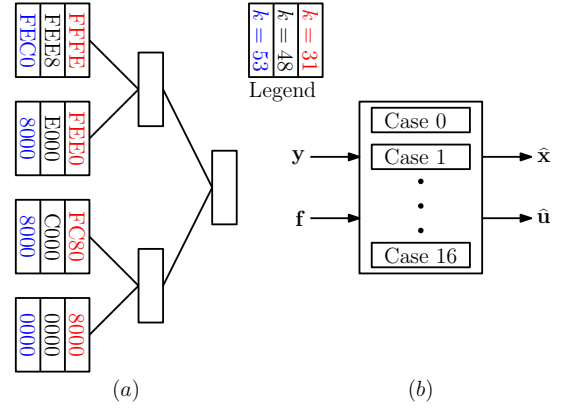 FEC0 FEE8 FFFE
8000 E000 FEE0
8000 C000 FC80
0000 0000 8000
k = 53 k = 48 k = 31
Legend
(a)
Case 0
Case 1
Case 16
y
f
x̂
û
(b)